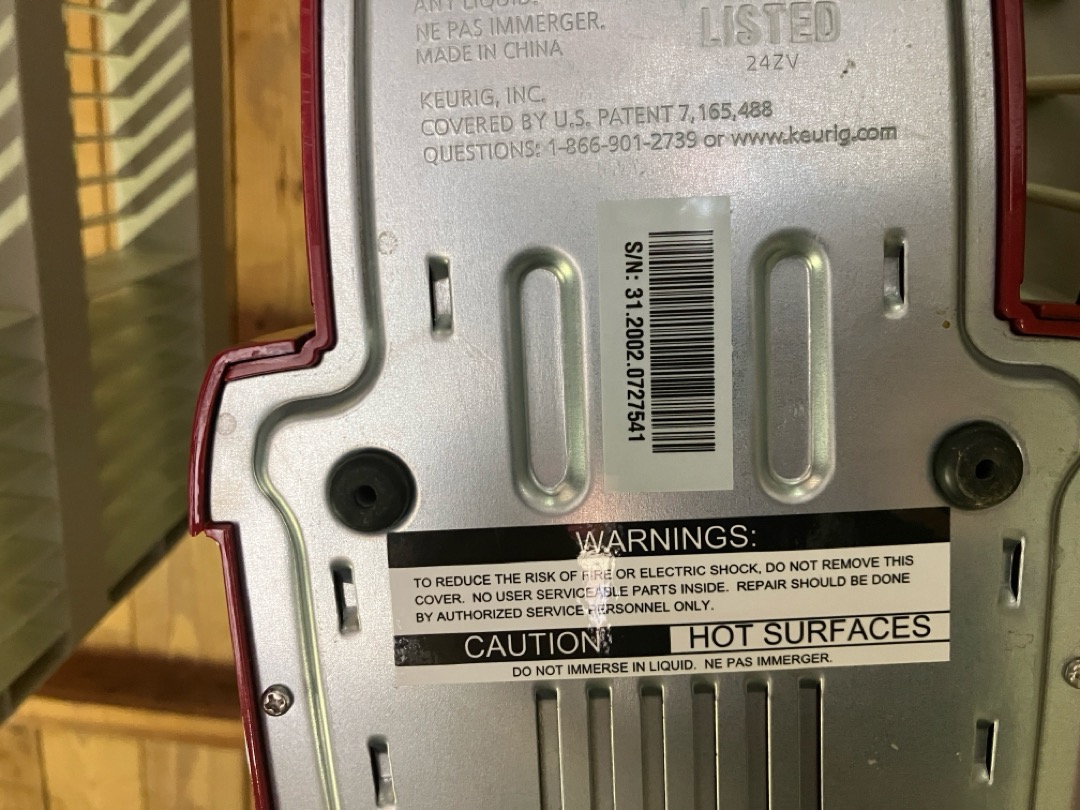 ANY LIQUID.
NE PAS IMMERGER.
MADE IN CHINA
LISTED
24ZV
KEURIG, INC.
COVERED BY U.S. PATENT 7,165,488
QUESTIONS: 1-866-901-2739 or www.keurig.com
S/N: 31.2002.0727541
WARNINGS:
TO REDUCE THE RISK OF FIRE OR ELECTRIC SHOCK, DO NOT REMOVE THIS
COVER. NO USER SERVICEABLE PARTS INSIDE. REPAIR SHOULD BE DONE
BY AUTHORIZED SERVICE PERSONNEL ONLY.
CAUTION: HOT SURFACES
DO NOT IMMERSE IN LIQUID. NE PAS IMMERGER.